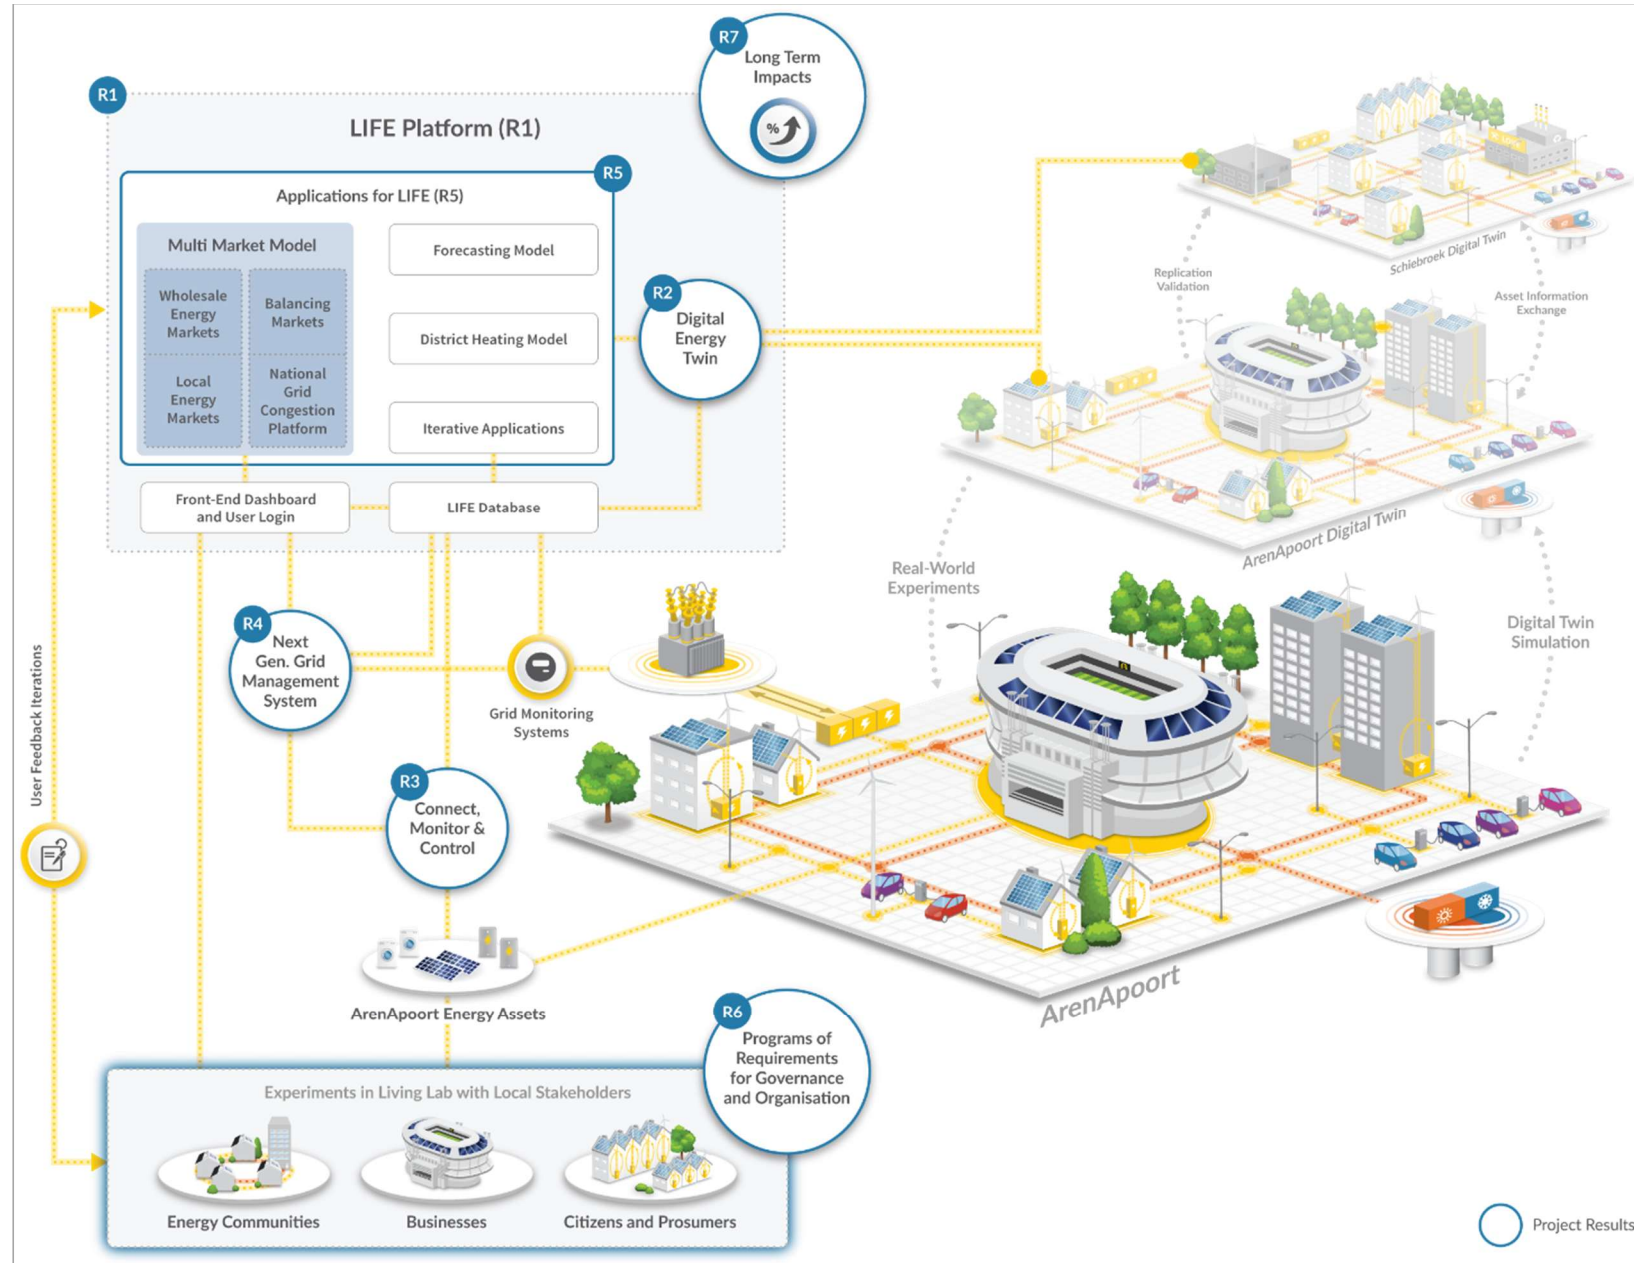 R7
Long Term
Impacts
%
R1
LIFE Platform (R1)
R5
Applications for LIFE (R5)
Multi Market Model
Wholesale
Energy
Markets
Balancing
Markets
Local
Energy
Markets
National
Grid
Congestion
Platform
Forecasting Model
District Heating Model
Iterative Applications
R2
Digital
Energy
Twin
Front-End Dashboard
and User Login
LIFE Database
Schiebroek Digital Twin
Replication
Validation
Asset Information
Exchange
ArenApoort Digital Twin
Real-World
Experiments
Digital Twin
Simulation
R4
Next
Gen. Grid
Management
System
Grid Monitoring
Systems
User Feedback Iterations
R3
Connect,
Monitor &
Control
ArenApoort Energy Assets
ArenApoort
R6
Programs of
Requirements
for Governance
and Organisation
Experiments in Living Lab with Local Stakeholders
Energy Communities
Businesses
Citizens and Prosumers
Project Results